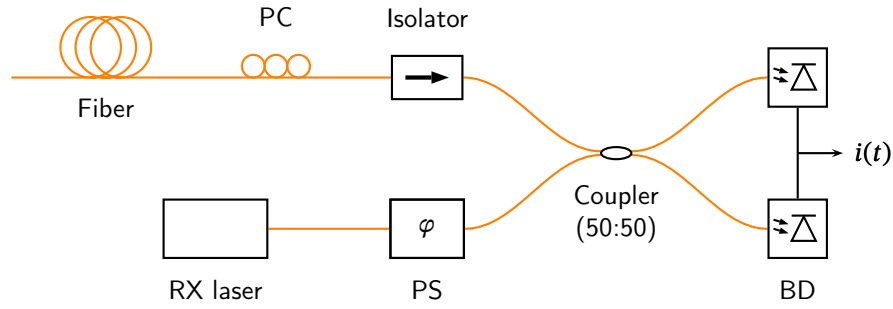 PC
Isolator
Fiber
i(t)
Coupler
(50:50)
φ
RX laser
PS
BD